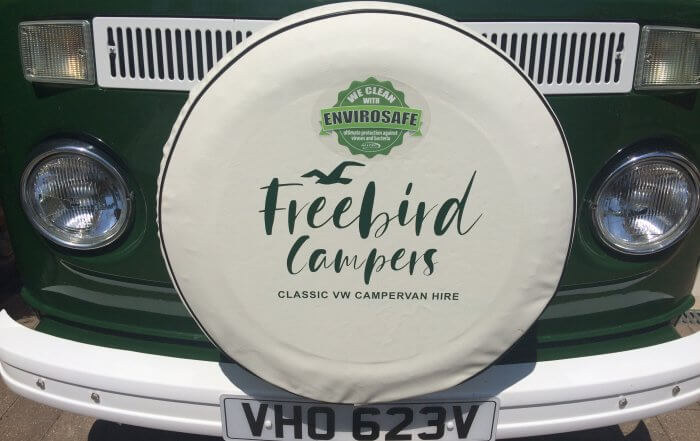 WE CLEAN
WITH
ENVIROSAFE
ultimate protection against
viruses and bacteria
Freebird
Campers
CLASSIC VW CAMPERVAN HIRE
VHO 623V